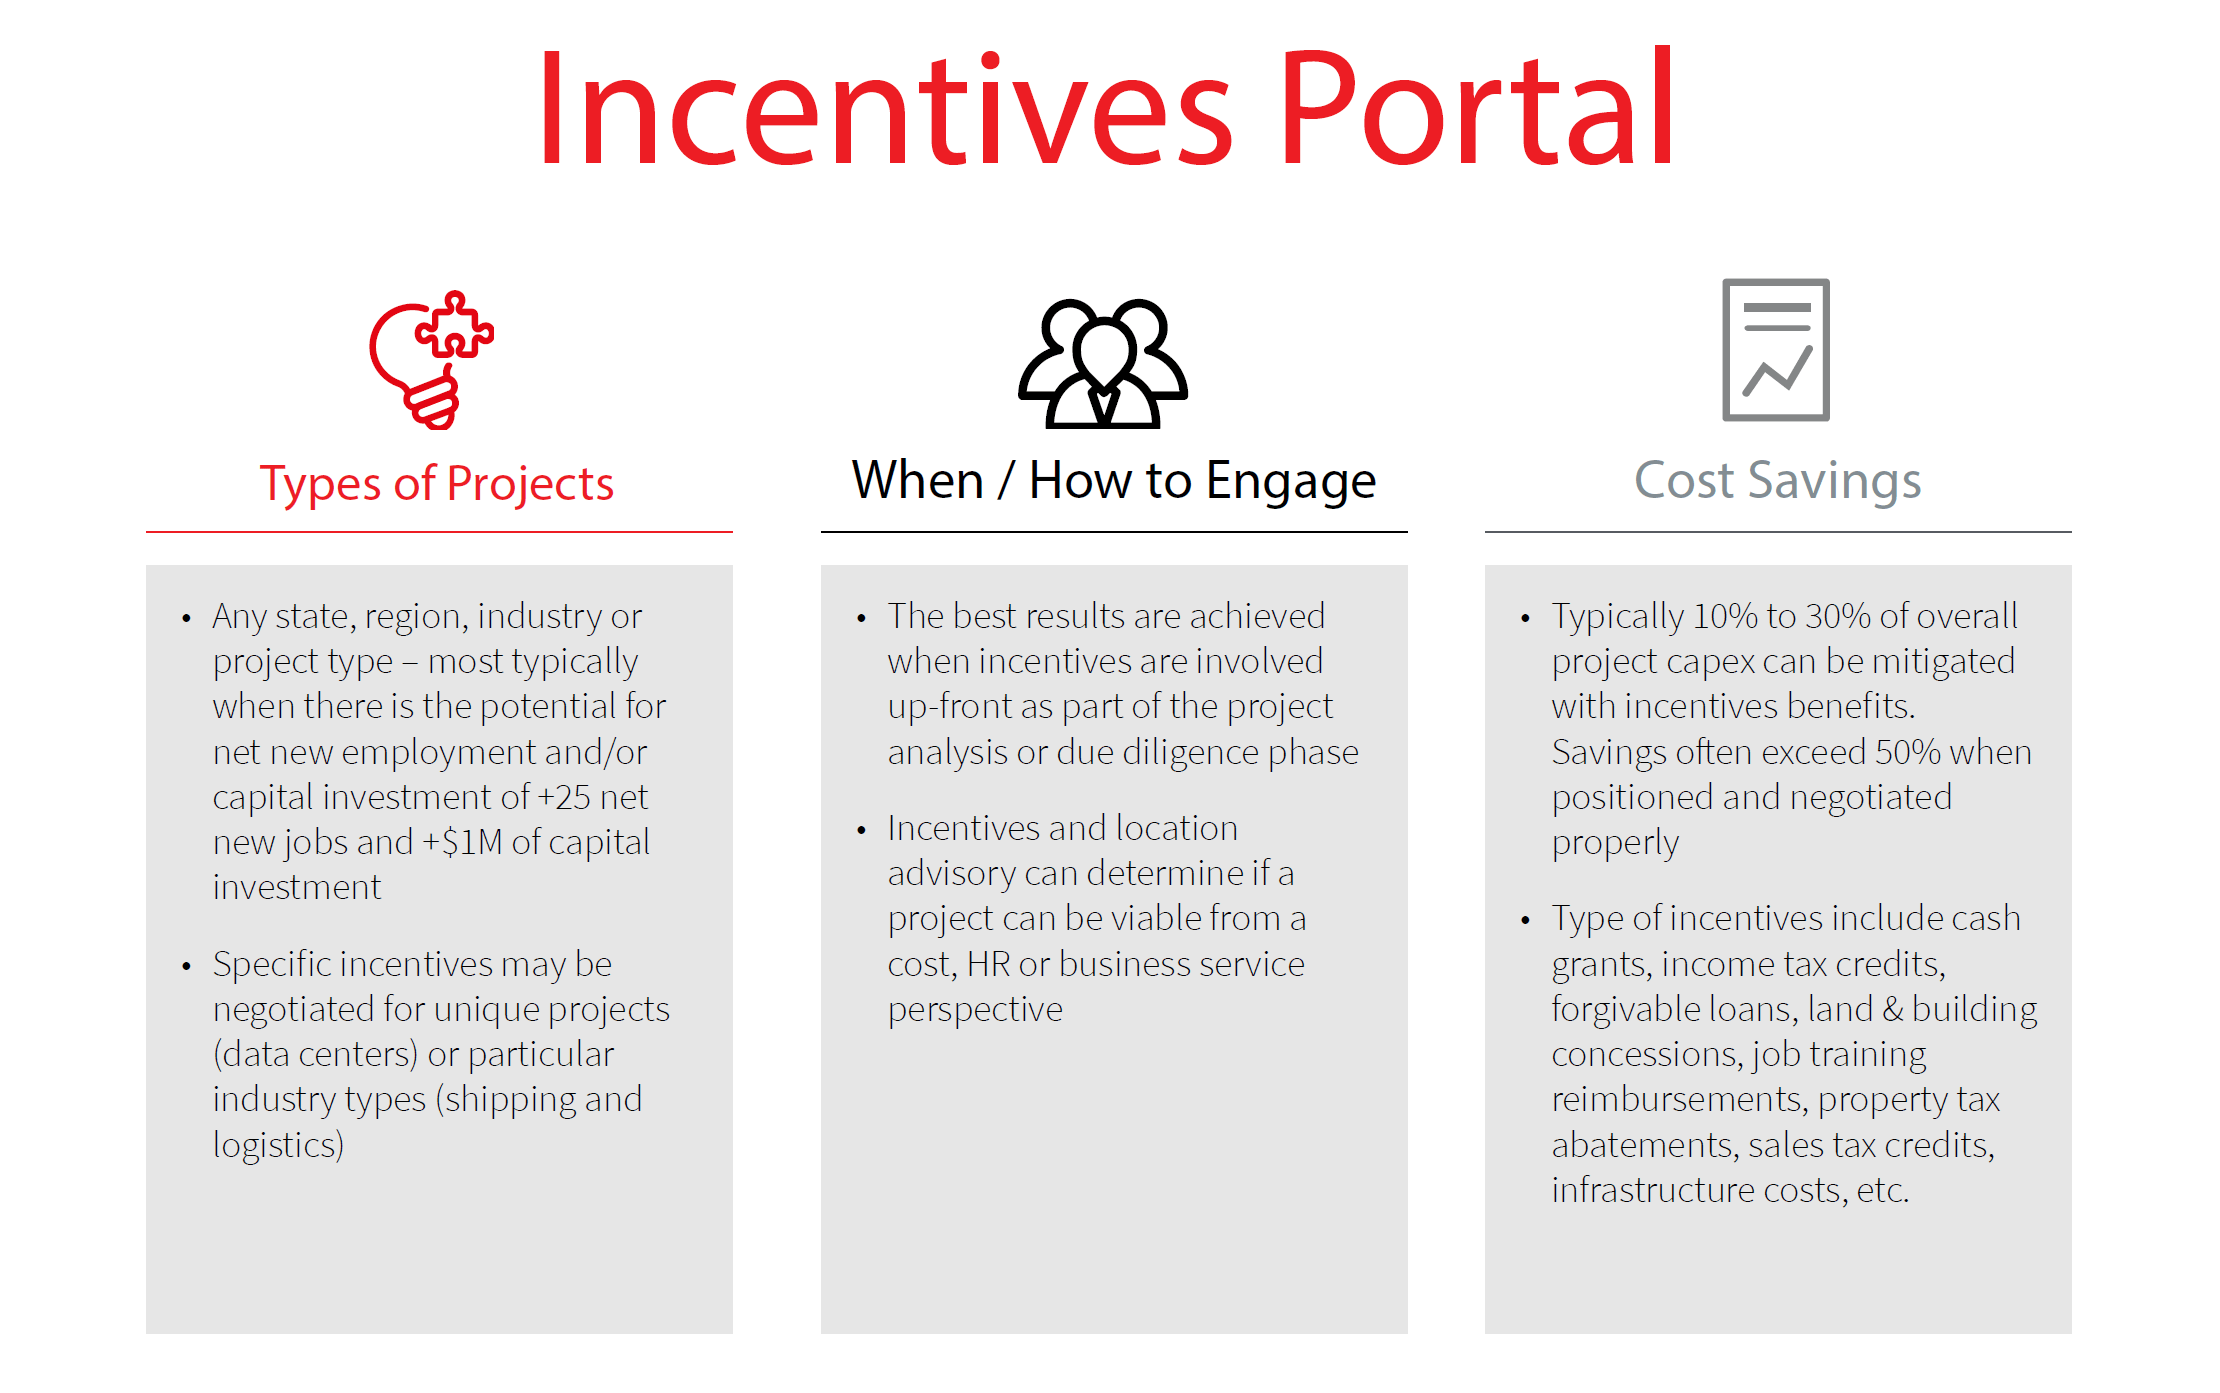 Incentives Portal
Types of Projects
• Any state, region, industry or
project type – most typically
when there is the potential for
net new employment and/or
capital investment of +25 net
new jobs and +$1M of capital
investment
• Specific incentives may be
negotiated for unique projects
(data centers) or particular
industry types (shipping and
logistics)
When / How to Engage
• The best results are achieved
when incentives are involved
up-front as part of the project
analysis or due diligence phase
• Incentives and location
advisory can determine if a
project can be viable from a
cost, HR or business service
perspective
Cost Savings
• Typically 10% to 30% of overall
project capex can be mitigated
with incentives benefits.
Savings often exceed 50% when
positioned and negotiated
properly
• Type of incentives include cash
grants, income tax credits,
forgivable loans, land & building
concessions, job training
reimbursements, property tax
abatements, sales tax credits,
infrastructure costs, etc.